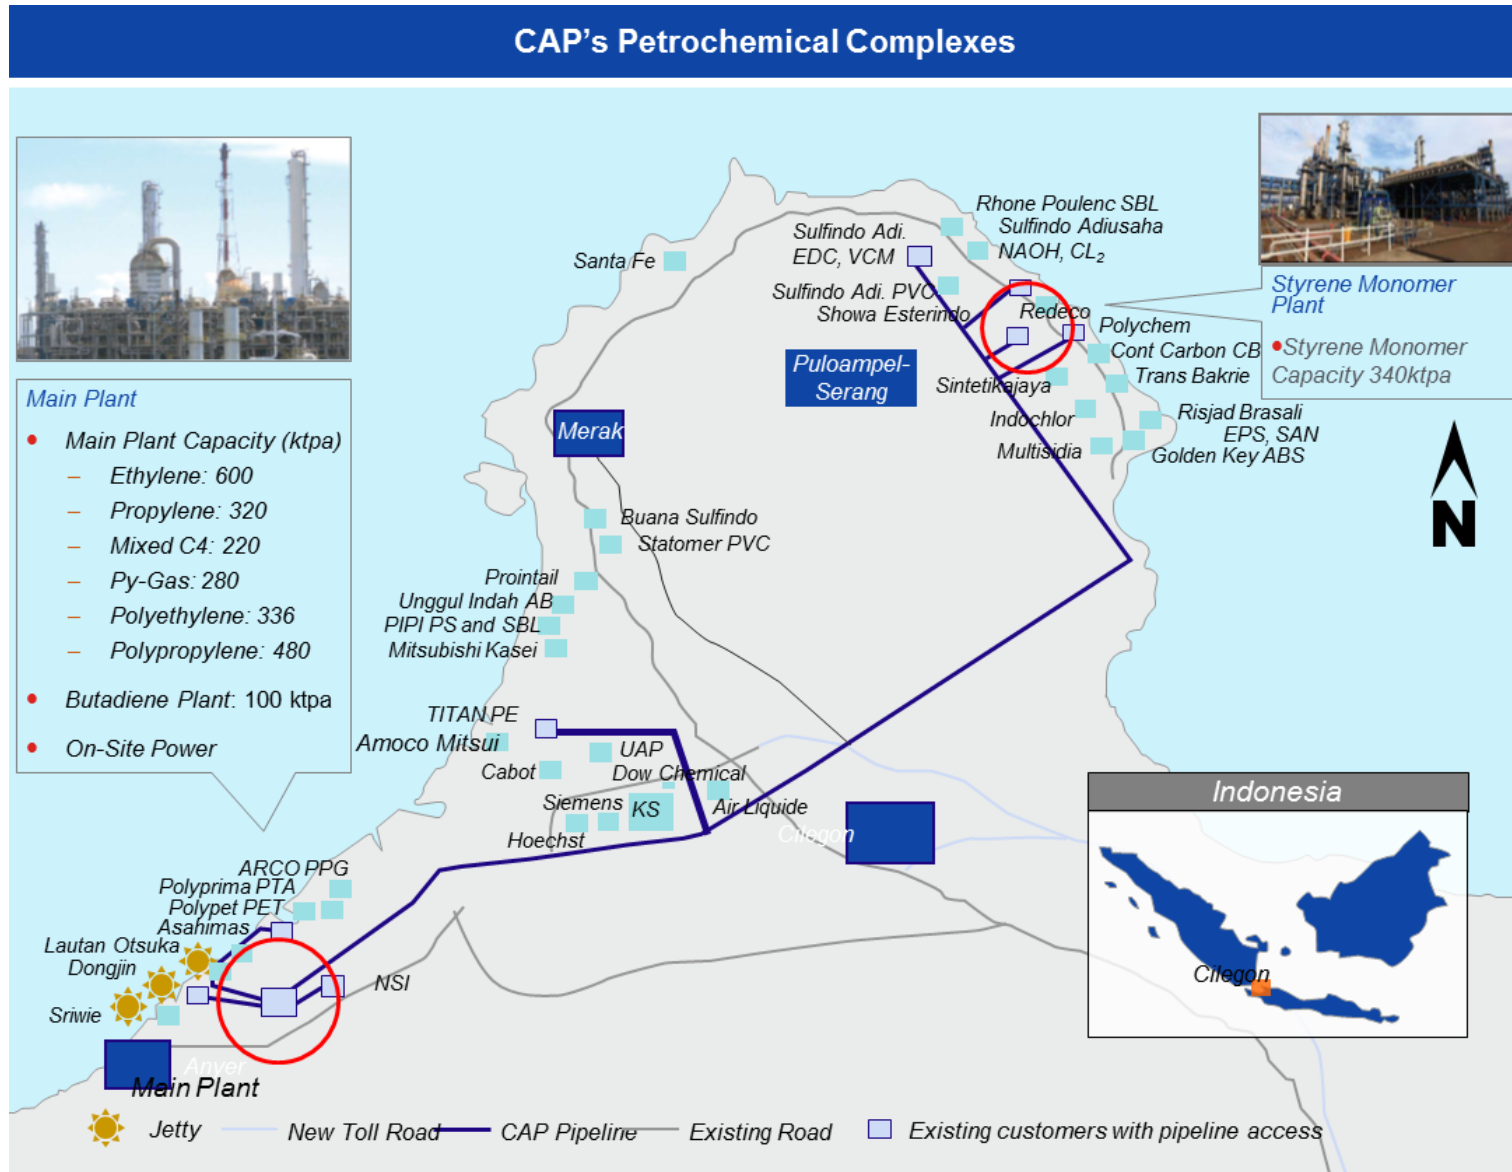 CAP's Petrochemical Complexes
Main Plant
• Main Plant Capacity (ktpa)
– Ethylene: 600
– Propylene: 320
– Mixed C4: 220
– Py-Gas: 280
– Polyethylene: 336
– Polypropylene: 480
• Butadiene Plant: 100 ktpa
• On-Site Power
Styrene Monomer
Plant
•Styrene Monomer
Capacity 340ktpa
Rhone Poulenc SBL
Sulfindo Adiusaha
NAOH, CL₂
Sulfindo Adi.
EDC, VCM
Santa Fe
Sulfindo Adi. PVC
Showa Esterindo
Redeco
Polychem
Cont Carbon CB
Trans Bakrie
Puloampel-
Serang
Sintetikajaya
Indochlor
Multisidia
Risjad Brasali
EPS, SAN
Golden Key ABS
Merak
N
Buana Sulfindo
Statomer PVC
Prointail
Unggul Indah AB
PIPI PS and SBL
Mitsubishi Kasei
TITAN PE
Amoco Mitsui
UAP
Cabot
Dow Chemical
Siemens
KS
Air Liquide
Hoechst
Cilegon
ARCO PPG
Polyprima PTA
Polypet PET
Asahimas
Lautan Otsuka
Dongjin
Sriwie
NSI
Anyer
Main Plant
Indonesia
Cilegon
Jetty
New Toll Road
CAP Pipeline
Existing Road
Existing customers with pipeline access